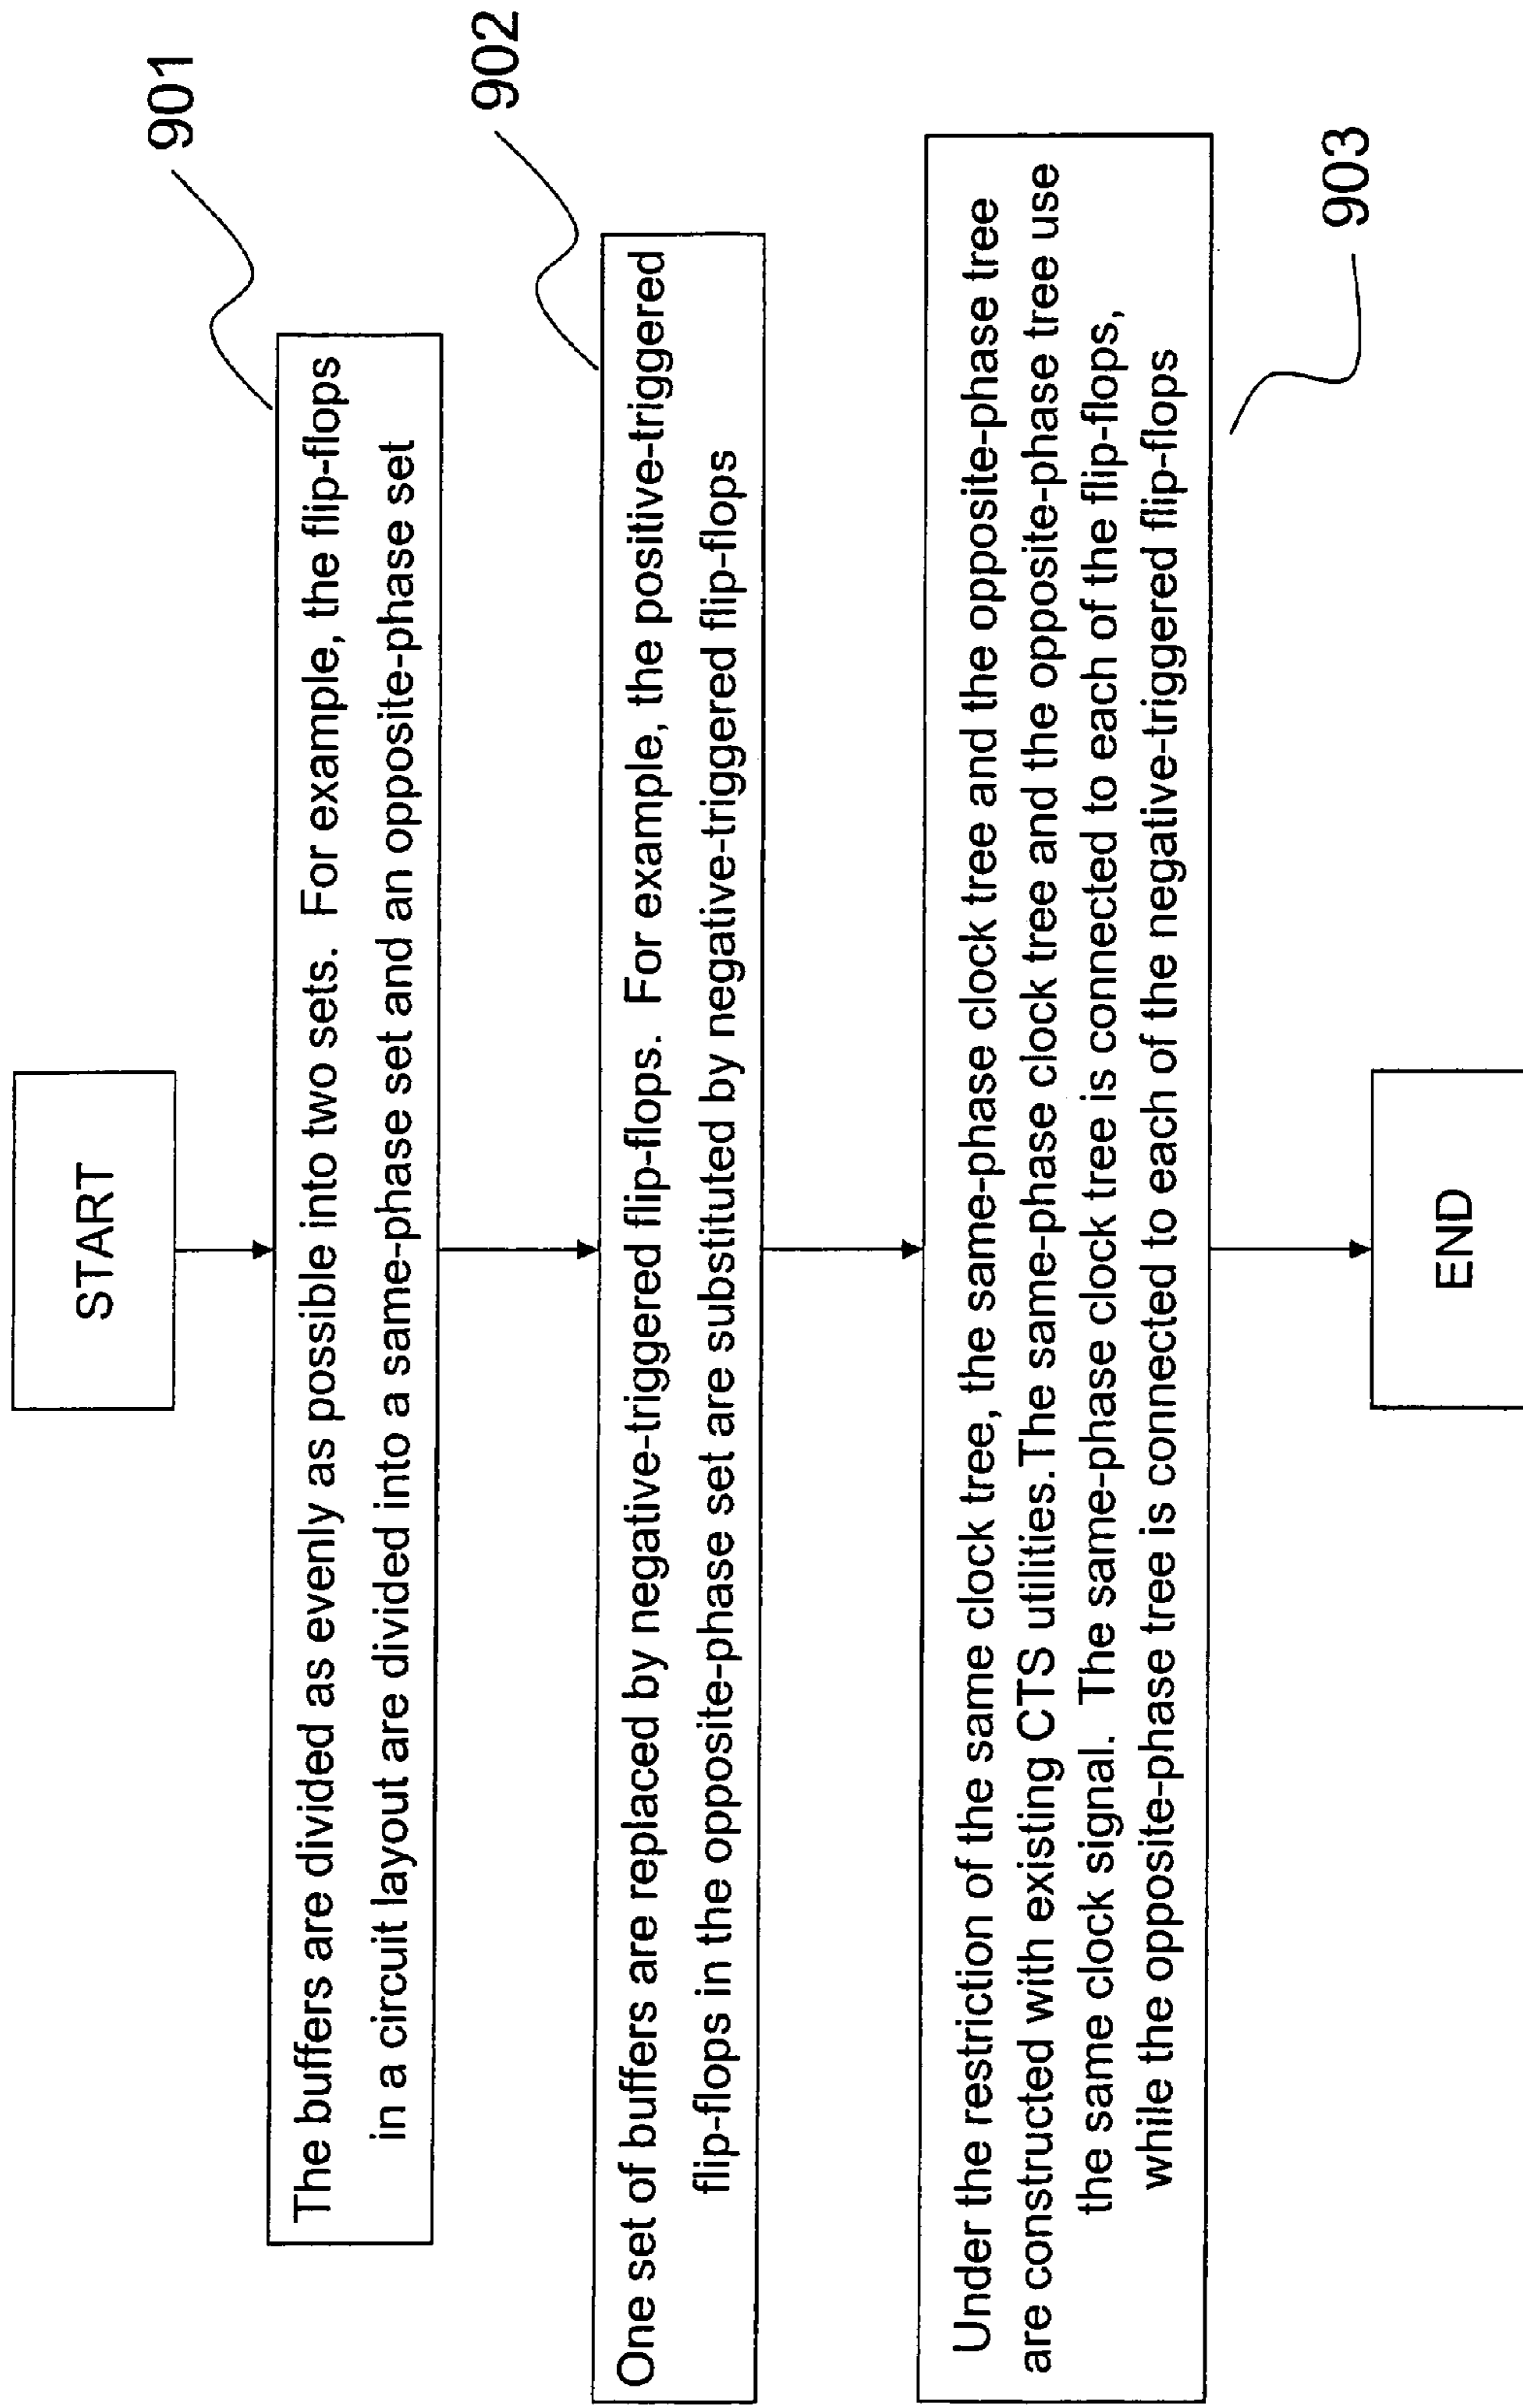 START
901
The buffers are divided as evenly as possible into two sets. For example, the flip-flops
in a circuit layout are divided into a same-phase set and an opposite-phase set
902
One set of buffers are replaced by negative-triggered flip-flops. For example, the positive-triggered
flip-flops in the opposite-phase set are substituted by negative-triggered flip-flops
Under the restriction of the same clock tree, the same-phase clock tree and the opposite-phase tree
are constructed with existing CTS utilities.The same-phase clock tree and the opposite-phase tree use
the same clock signal. The same-phase clock tree is connected to each of the flip-flops,
while the opposite-phase tree is connected to each of the negative-triggered flip-flops
903
END